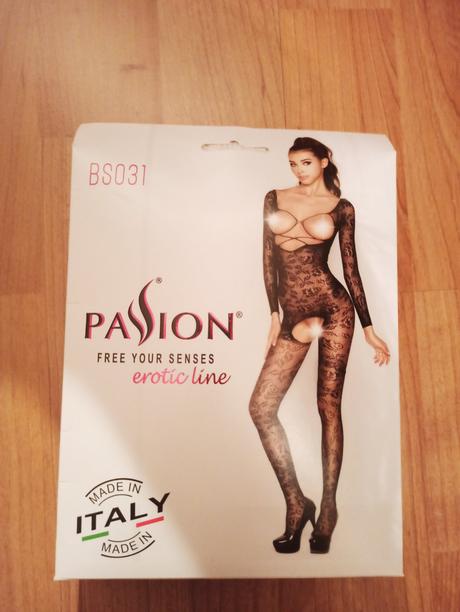 BS031
PASSION®
FREE YOUR SENSES
erotic line
MADE IN
ITALY
MADE IN